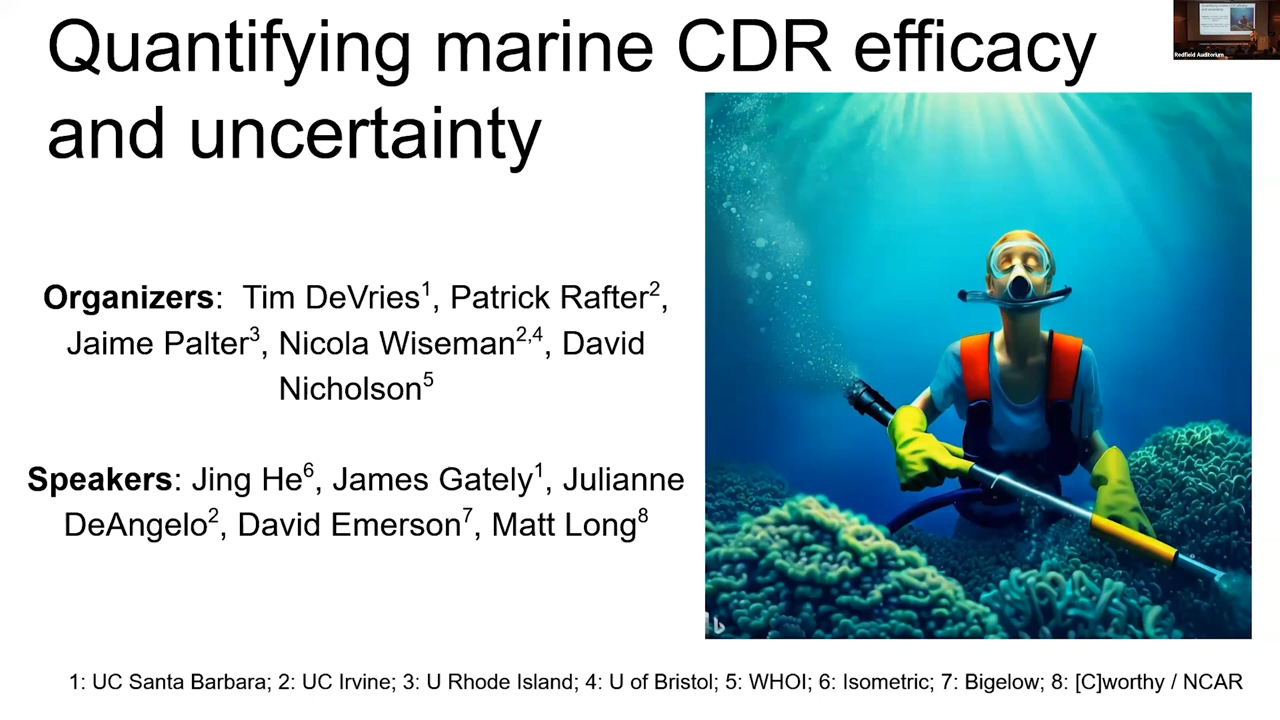 Quantifying marine CDR efficacy
and uncertainty
Organizers: Tim DeVries1, Patrick Rafter2,
Jaime Palter3, Nicola Wiseman2,4, David
Nicholson5
Speakers: Jing He6, James Gately1, Julianne
DeAngelo2, David Emerson7, Matt Long8
1: UC Santa Barbara; 2: UC Irvine; 3: U Rhode Island; 4: U of Bristol; 5: WHOI; 6: Isometric; 7: Bigelow; 8: [C]worthy / NCAR
Redfield Auditorium